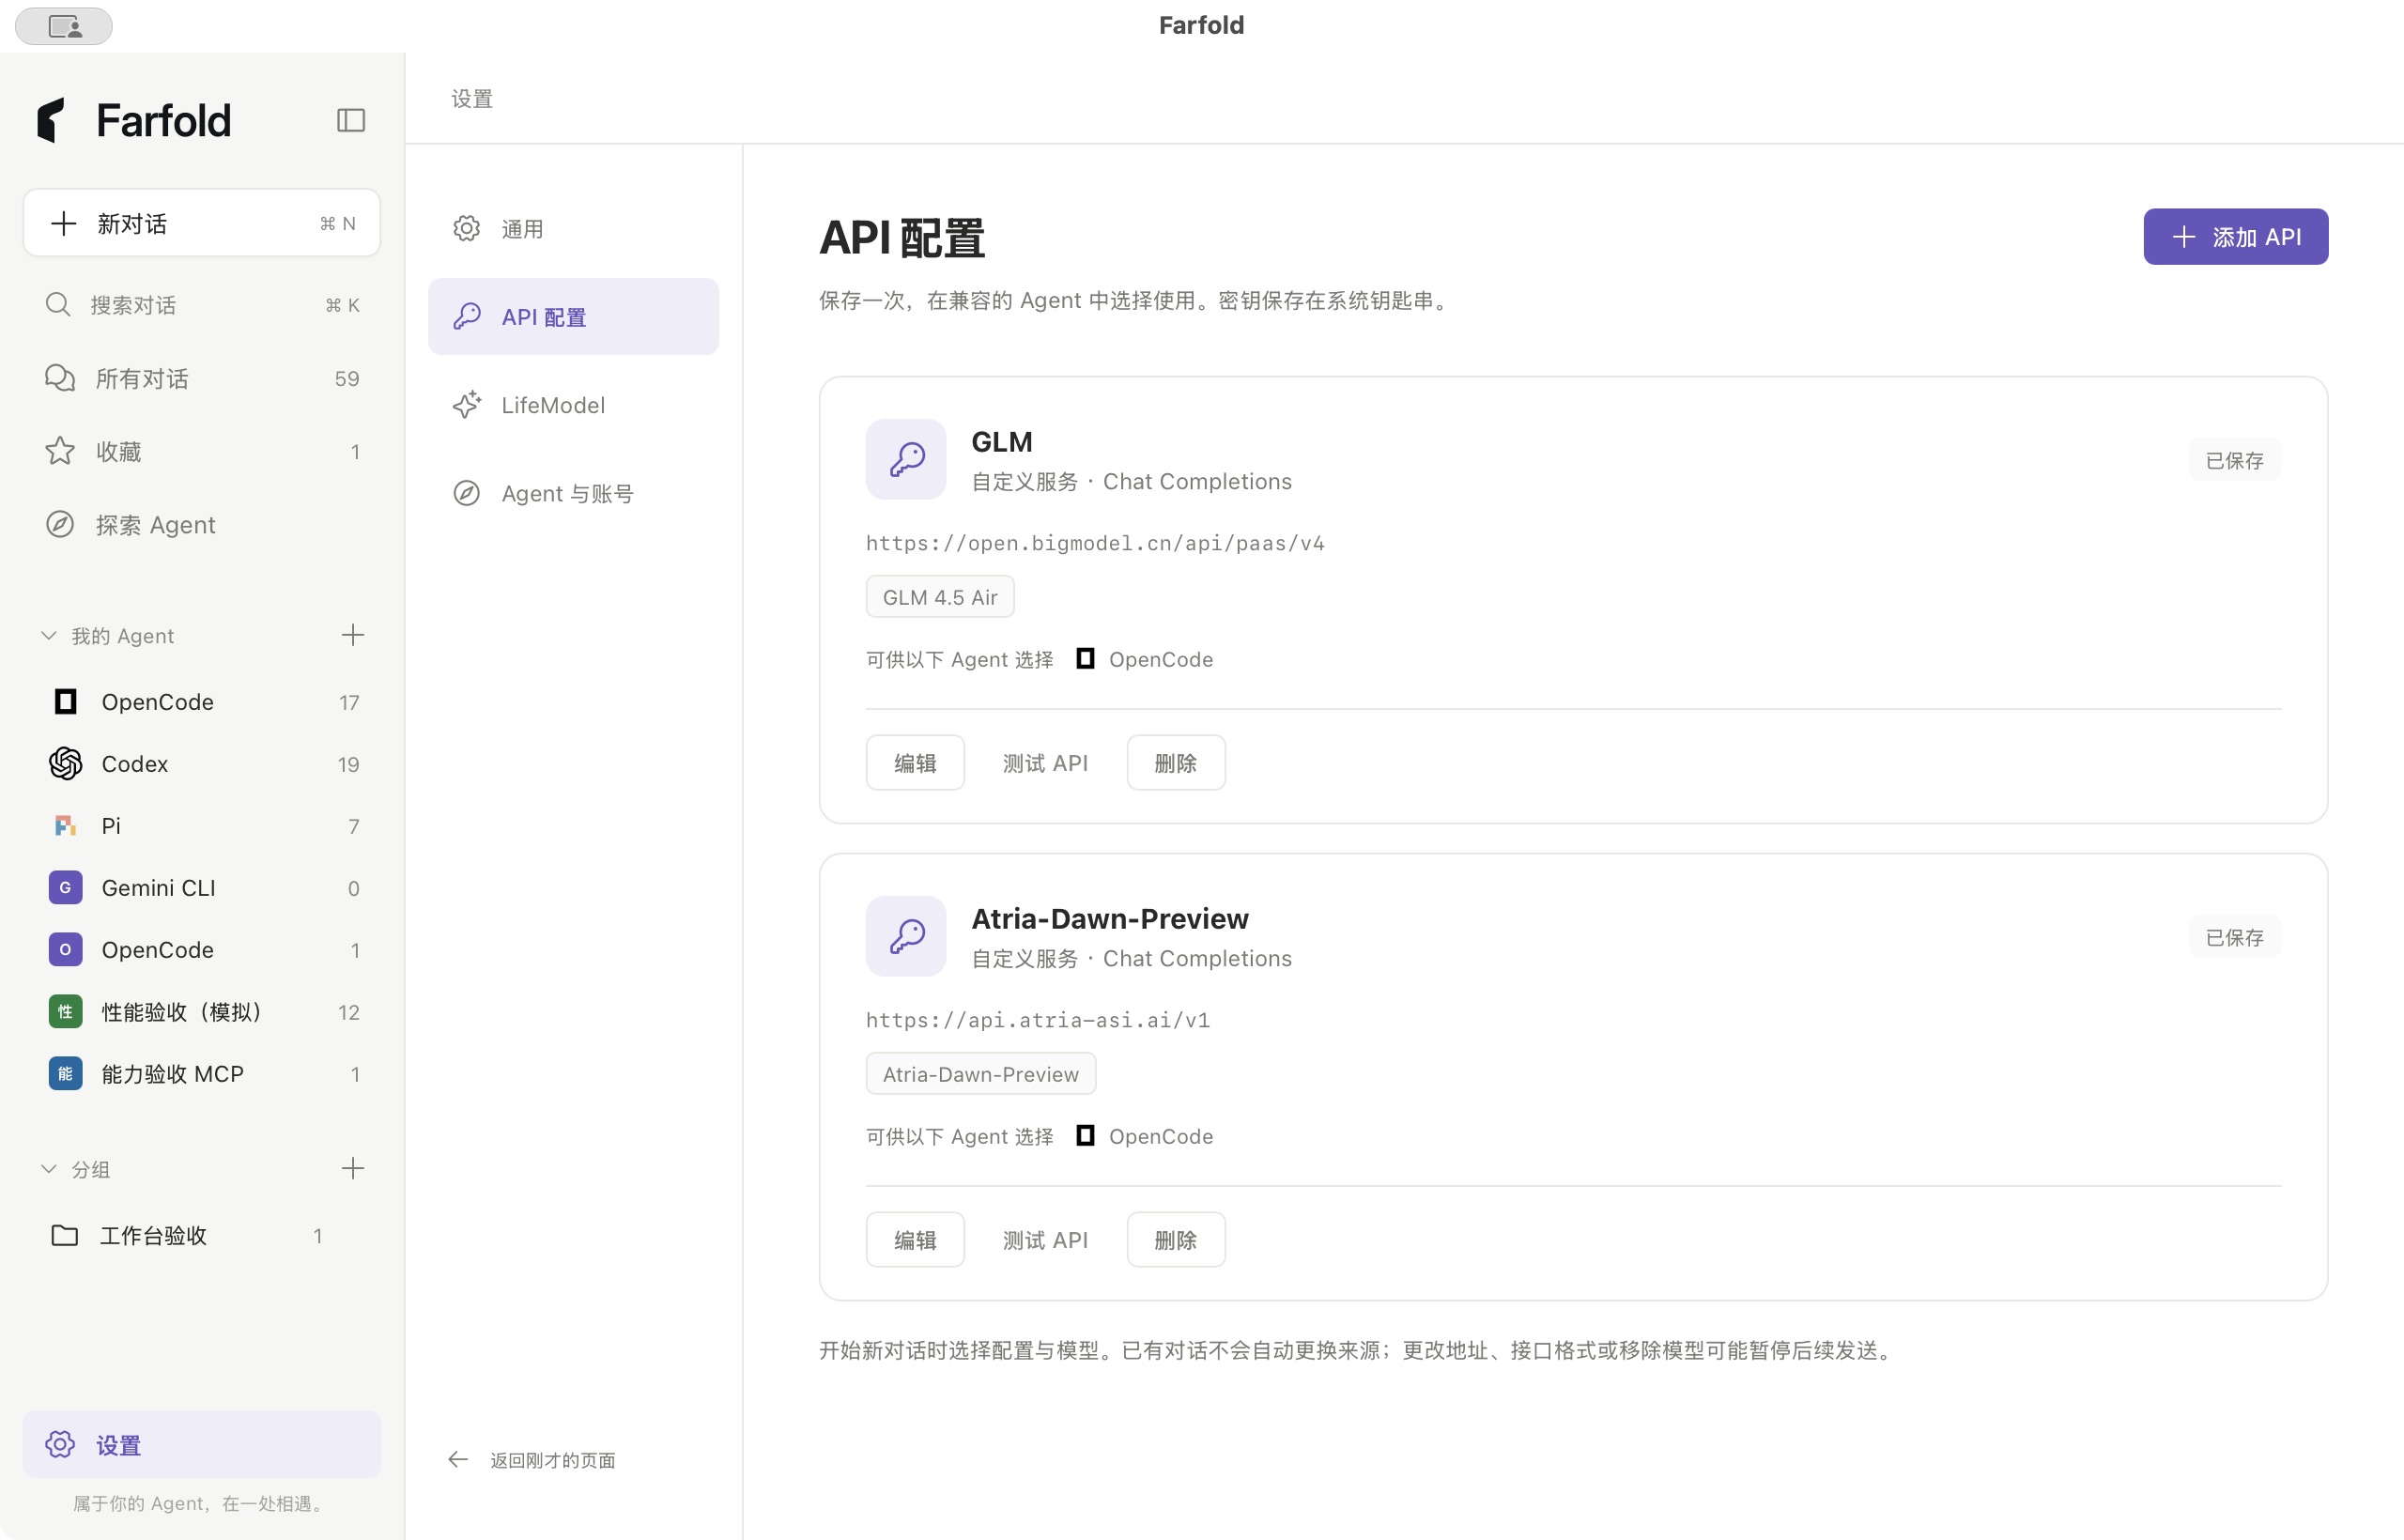 Farfold
Farfold
新对话 ⌘ N
搜索对话 ⌘ K
所有对话 59
收藏 1
探索 Agent
我的 Agent
OpenCode 17
Codex 19
Pi 7
G Gemini CLI 0
O OpenCode 1
性 性能验收（模拟） 12
能 能力验收 MCP 1
分组
工作台验收 1
设置
属于你的 Agent，在一处相遇。
设置
通用
API 配置
LifeModel
Agent 与账号
返回刚才的页面
API 配置
添加 API
保存一次，在兼容的 Agent 中选择使用。密钥保存在系统钥匙串。
GLM
自定义服务 · Chat Completions
已保存
https://open.bigmodel.cn/api/paas/v4
GLM 4.5 Air
可供以下 Agent 选择 OpenCode
编辑 测试 API 删除
Atria-Dawn-Preview
自定义服务 · Chat Completions
已保存
https://api.atria-asi.ai/v1
Atria-Dawn-Preview
可供以下 Agent 选择 OpenCode
编辑 测试 API 删除
开始新对话时选择配置与模型。已有对话不会自动更换来源；更改地址、接口格式或移除模型可能暂停后续发送。